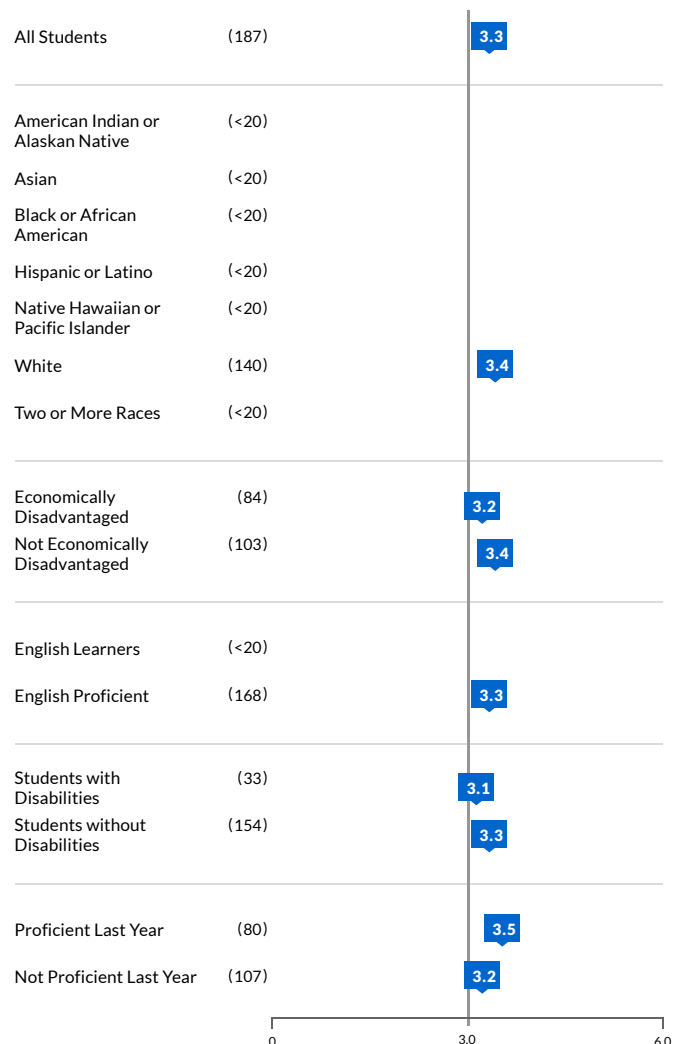 All Students (187) 3.3
American Indian or (<20)
Alaskan Native
Asian (<20)
Black or African (<20)
American
Hispanic or Latino (<20)
Native Hawaiian or (<20)
Pacific Islander
White (140) 3.4
Two or More Races (<20)
Economically (84) 3.2
Disadvantaged
Not Economically (103) 3.4
Disadvantaged
English Learners (<20)
English Proficient (168) 3.3
Students with (33) 3.1
Disabilities
Students without (154) 3.3
Disabilities
Proficient Last Year (80) 3.5
Not Proficient Last Year (107) 3.2
0 3.0 6.0